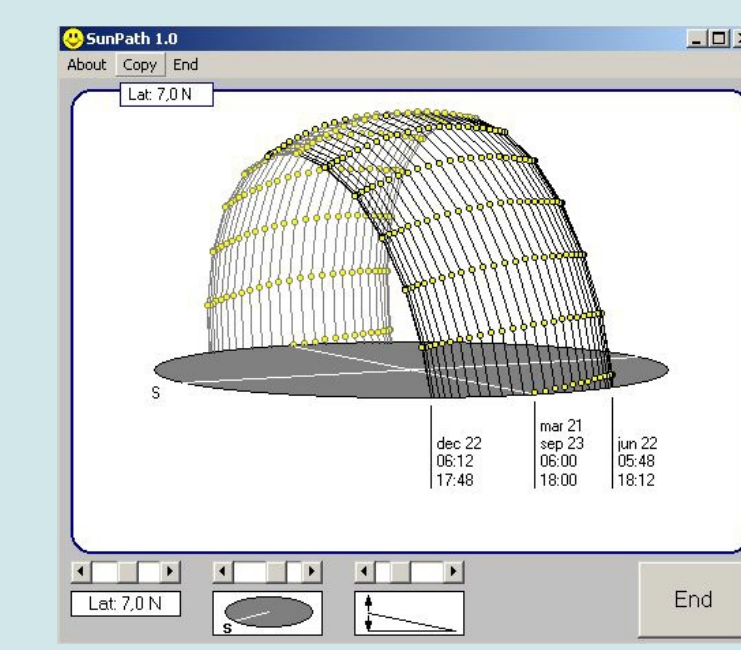 SunPath 1.0
About Copy End
Lat: 7,0 N
S
dec 22
06:12
17:48
mar 21
sep 23
06:00
18:00
jun 22
05:48
18:12
Lat: 7,0 N
S
End